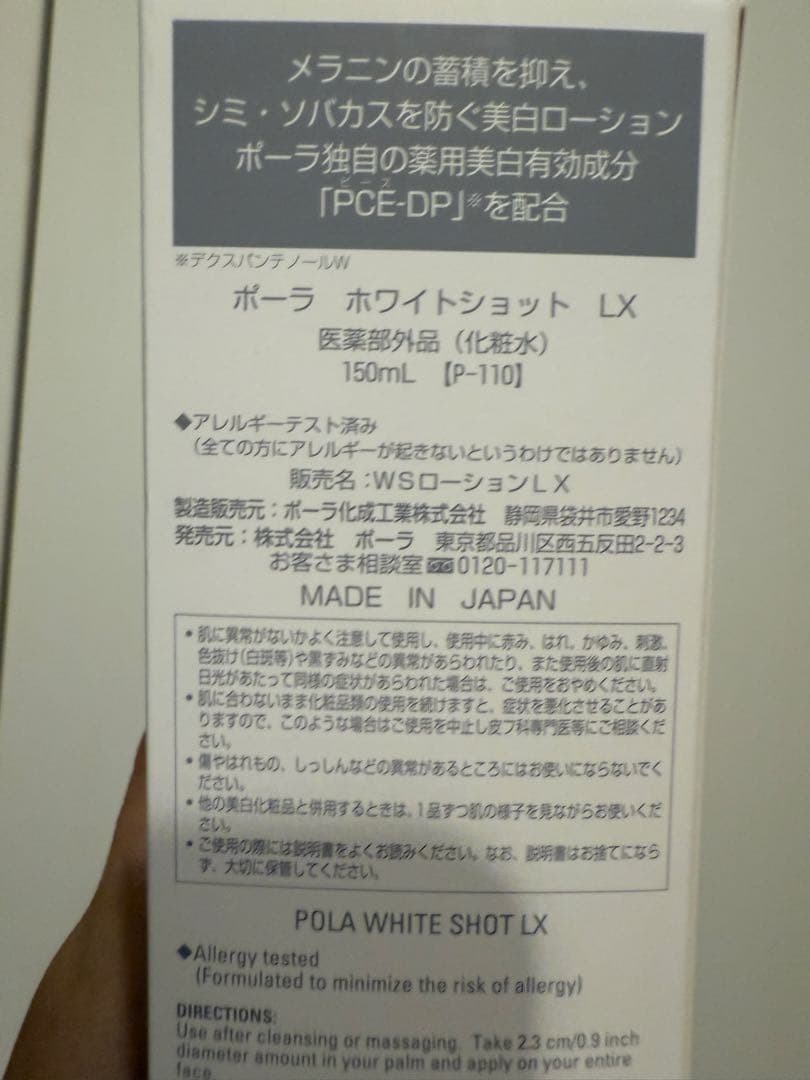 メラニンの蓄積を抑え、
シミ・ソバカスを防ぐ美白ローション
ポーラ独自の薬用美白有効成分
ピース
「PCE-DP」※を配合
※デクスパンテノールW
ポーラ　ホワイトショット　LX
医薬部外品（化粧水）
150mL 【P-110】
◆アレルギーテスト済み
（全ての方にアレルギーが起きないというわけではありません）
販売名：WSローションLX
製造販売元：ポーラ化成工業株式会社　静岡県袋井市愛野1234
発売元：株式会社　ポーラ　東京都品川区西五反田2-2-3
お客さま相談室 0120-117111
MADE IN JAPAN
・肌に異常がないかよく注意して使用し、使用中に赤み、はれ、かゆみ、刺激、
色抜け（白斑等）や黒ずみなどの異常があらわれたり、また使用後の肌に直射
日光があたって同様の症状があらわれた場合は、ご使用をおやめください。
・肌に合わないまま化粧品類の使用を続けますと、症状を悪化させることがあ
りますので、このような場合はご使用を中止し皮フ科専門医等にご相談くだ
さい。
・傷やはれもの、しっしんなどの異常があるところにはお使いにならないでく
ださい。
・他の美白化粧品と併用するときは、1品ずつ肌の様子を見ながらお使いくだ
さい。
・ご使用の際には説明書をよくお読みください。なお、説明書はお捨てになら
ず、大切に保管してください。
POLA WHITE SHOT LX
◆Allergy tested
(Formulated to minimize the risk of allergy)
DIRECTIONS:
Use after cleansing or massaging. Take 2.3 cm/0.9 inch
diameter amount in your palm and apply on your entire
face.